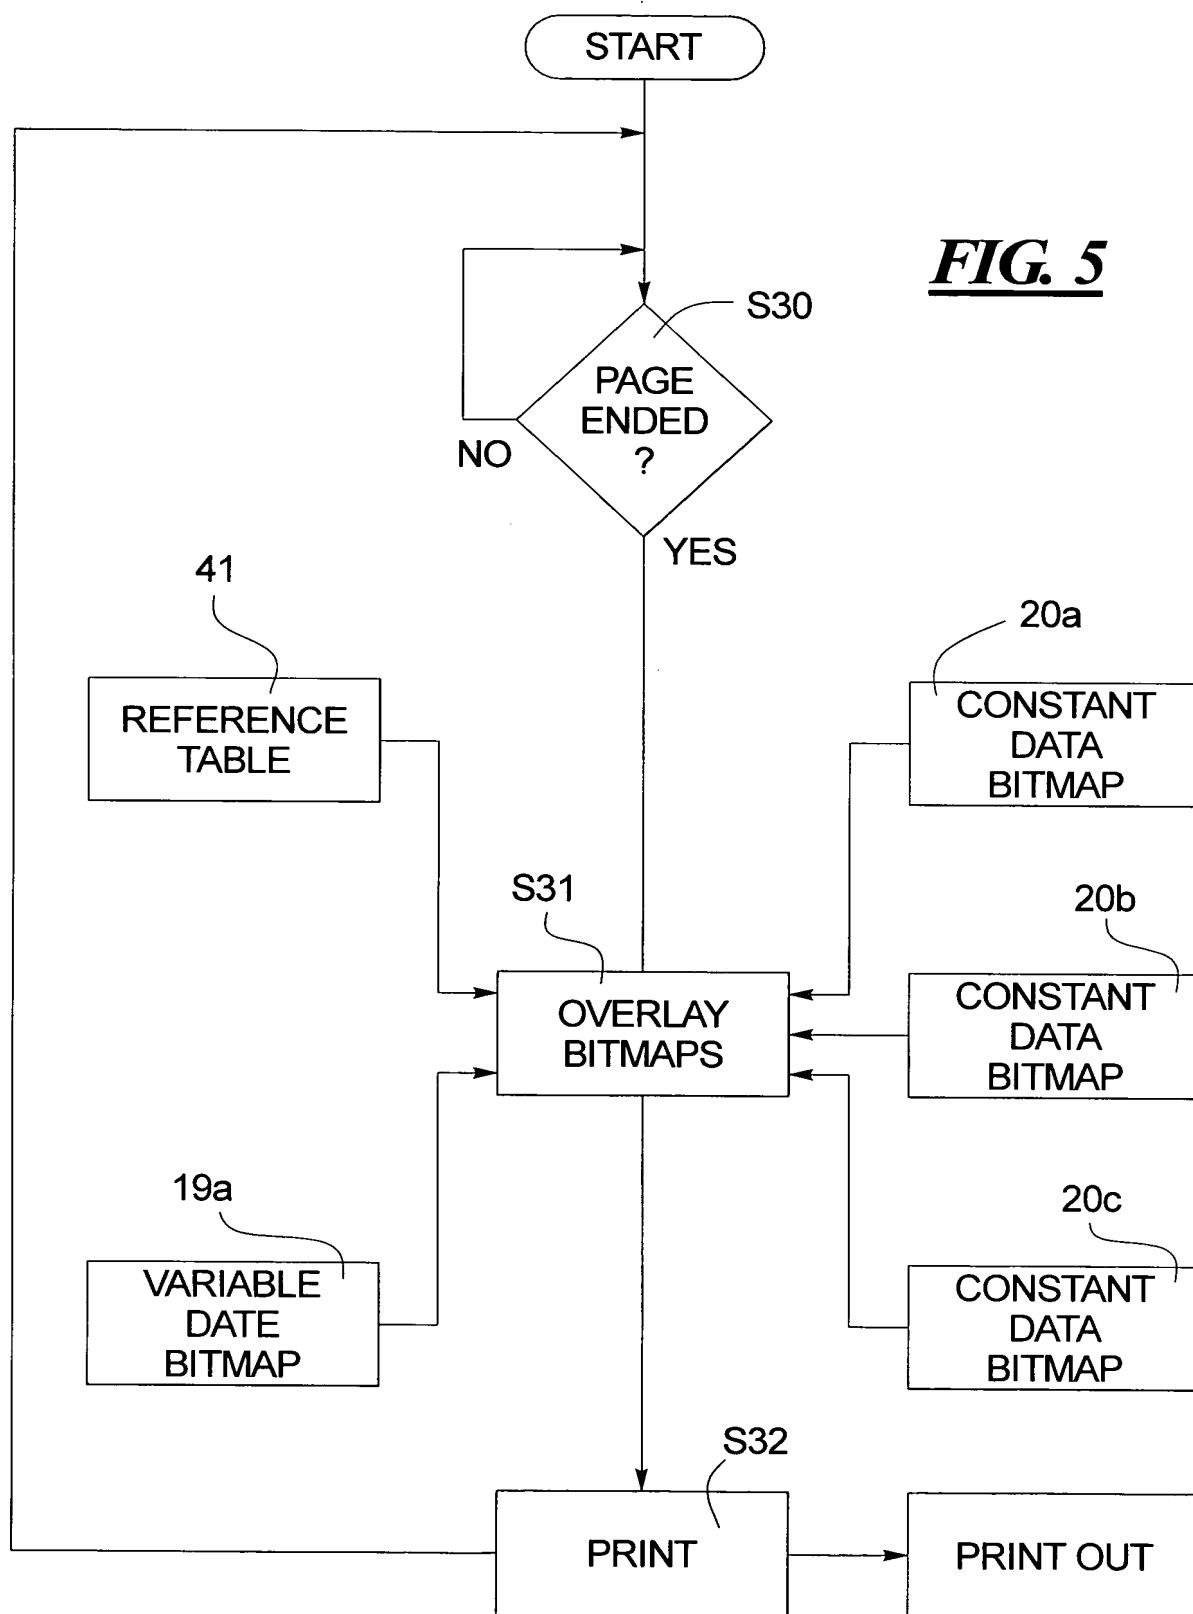 START
FIG. 5
S30
PAGE
ENDED
?
NO
YES
41
REFERENCE
TABLE
20a
CONSTANT
DATA
BITMAP
S31
OVERLAY
BITMAPS
20b
CONSTANT
DATA
BITMAP
19a
VARIABLE
DATE
BITMAP
20c
CONSTANT
DATA
BITMAP
S32
PRINT
PRINT OUT